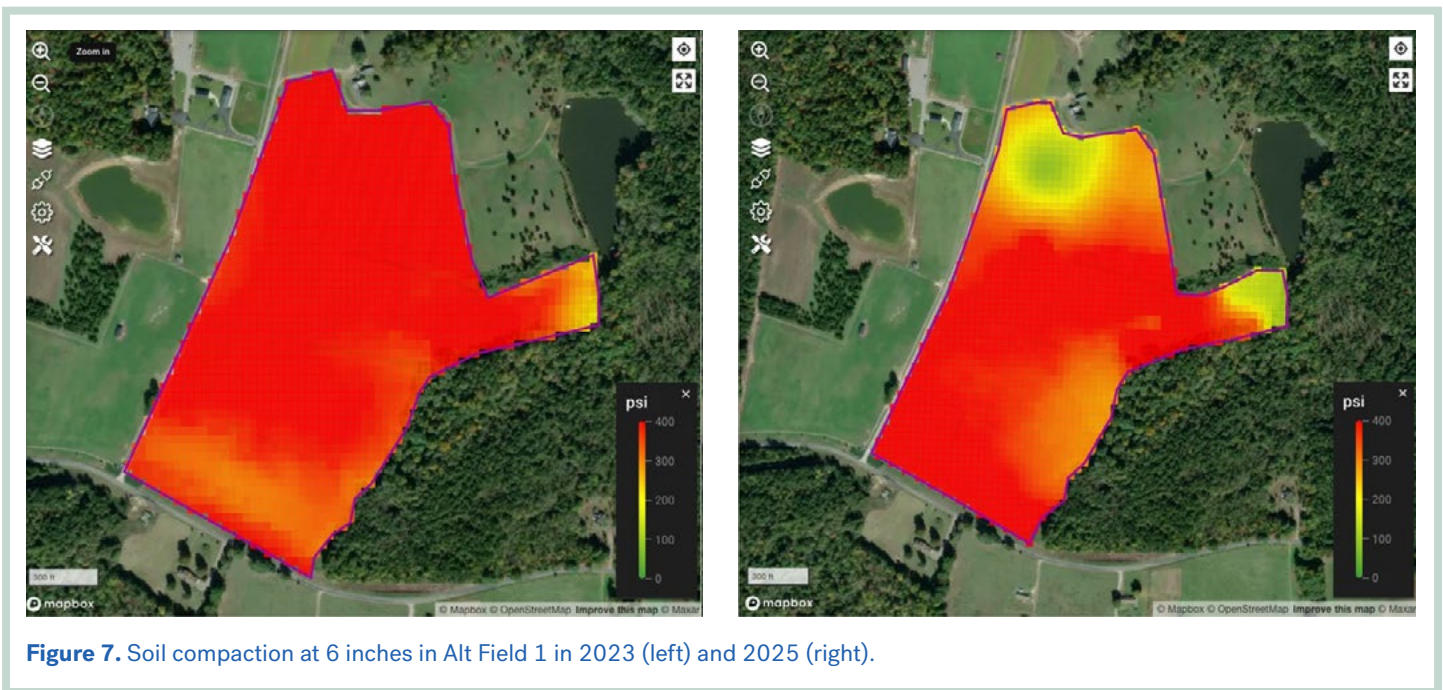 Zoom in
psi
400
300
200
100
0
300 ft
mapbox
© Mapbox © OpenStreetMap Improve this map © Maxar
psi
400
300
200
100
0
300 ft
mapbox
© Mapbox © OpenStreetMap Improve this map © Maxar
Figure 7. Soil compaction at 6 inches in Alt Field 1 in 2023 (left) and 2025 (right).